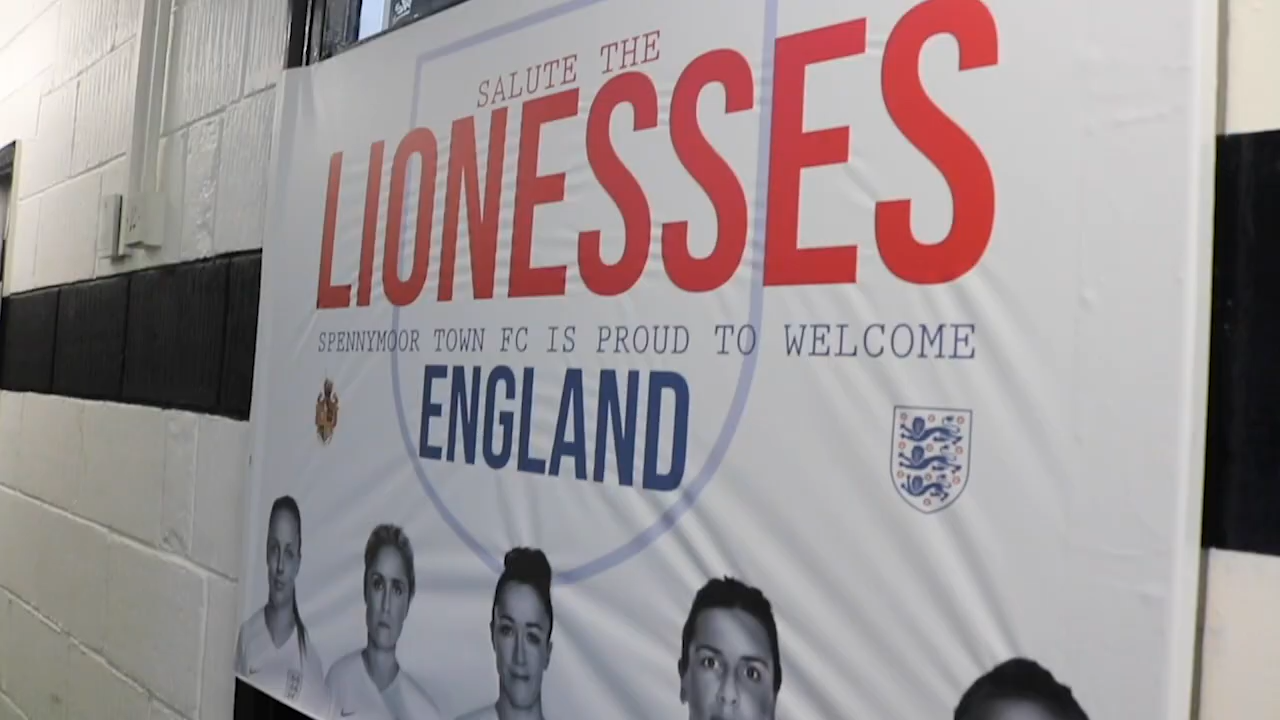 SALUTE THE
LIONESSES
SPENNYMOOR TOWN FC IS PROUD TO WELCOME
ENGLAND